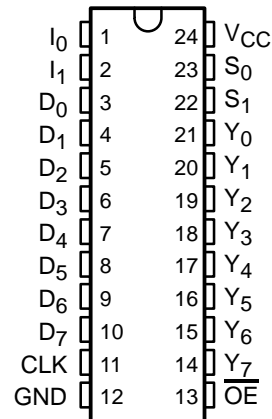 I0 1 24 VCC
I1 2 23 S0
D0 3 22 S1
D1 4 21 Y0
D2 5 20 Y1
D3 6 19 Y2
D4 7 18 Y3
D5 8 17 Y4
D6 9 16 Y5
D7 10 15 Y6
CLK 11 14 Y7
GND 12 13 O̅E̅